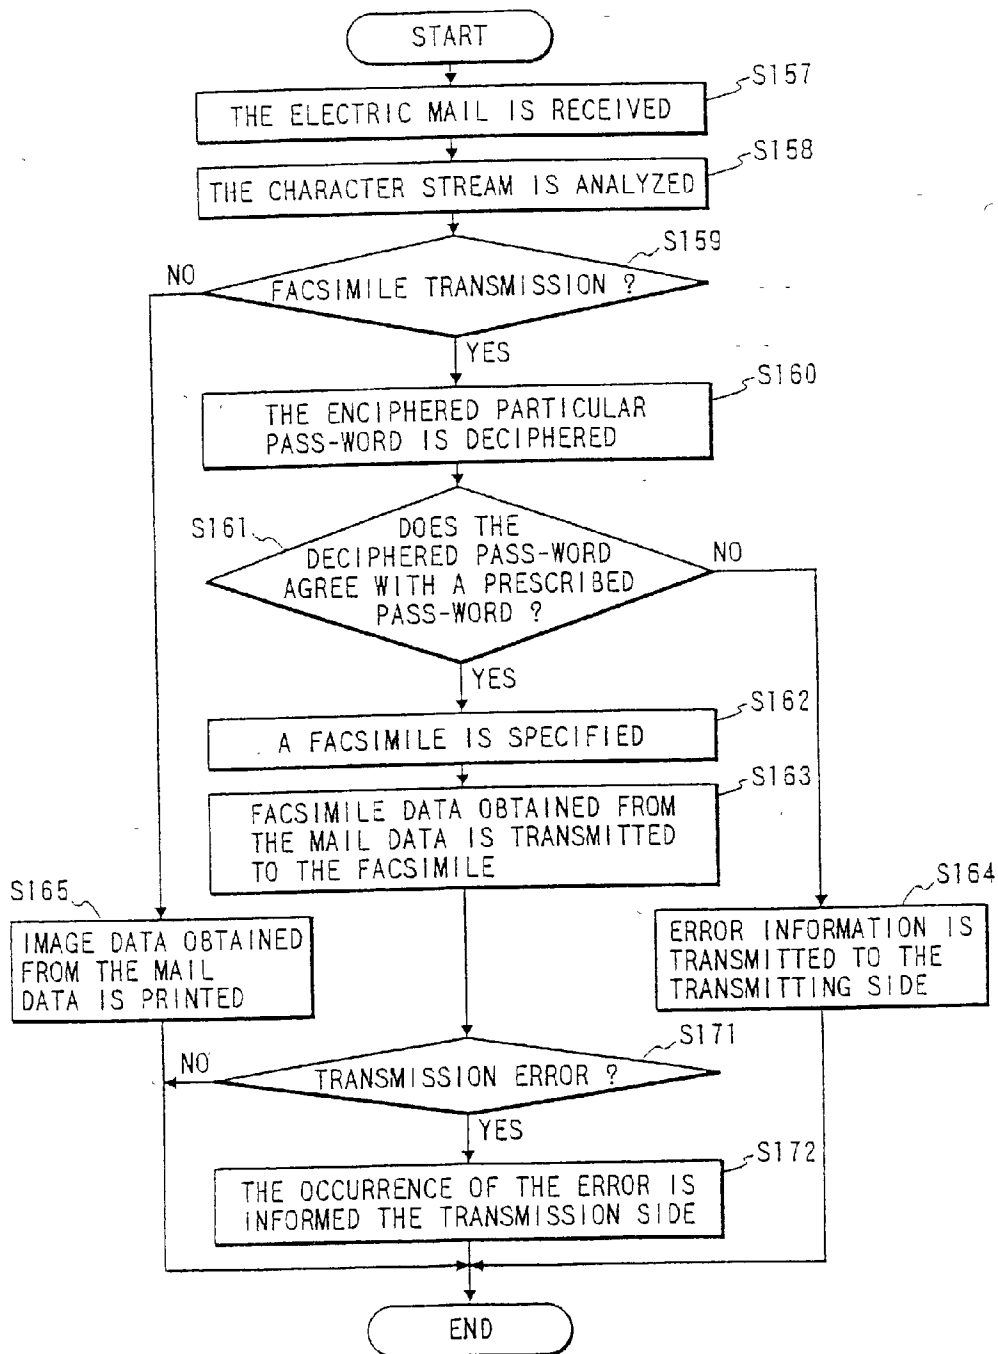 START
S157
THE ELECTRIC MAIL IS RECEIVED
S158
THE CHARACTER STREAM IS ANALYZED
S159
NO
FACSIMILE TRANSMISSION ?
YES
S160
THE ENCIPHERED PARTICULAR
PASS-WORD IS DECIPHERED
S161
DOES THE
DECIPHERED PASS-WORD
AGREE WITH A PRESCRIBED
PASS-WORD ?
NO
YES
S162
A FACSIMILE IS SPECIFIED
S163
FACSIMILE DATA OBTAINED FROM
THE MAIL DATA IS TRANSMITTED
TO THE FACSIMILE
S165
IMAGE DATA OBTAINED
FROM THE MAIL
DATA IS PRINTED
S164
ERROR INFORMATION IS
TRANSMITTED TO THE
TRANSMITTING SIDE
S171
NO
TRANSMISSION ERROR ?
YES
S172
THE OCCURRENCE OF THE ERROR IS
INFORMED THE TRANSMISSION SIDE
END